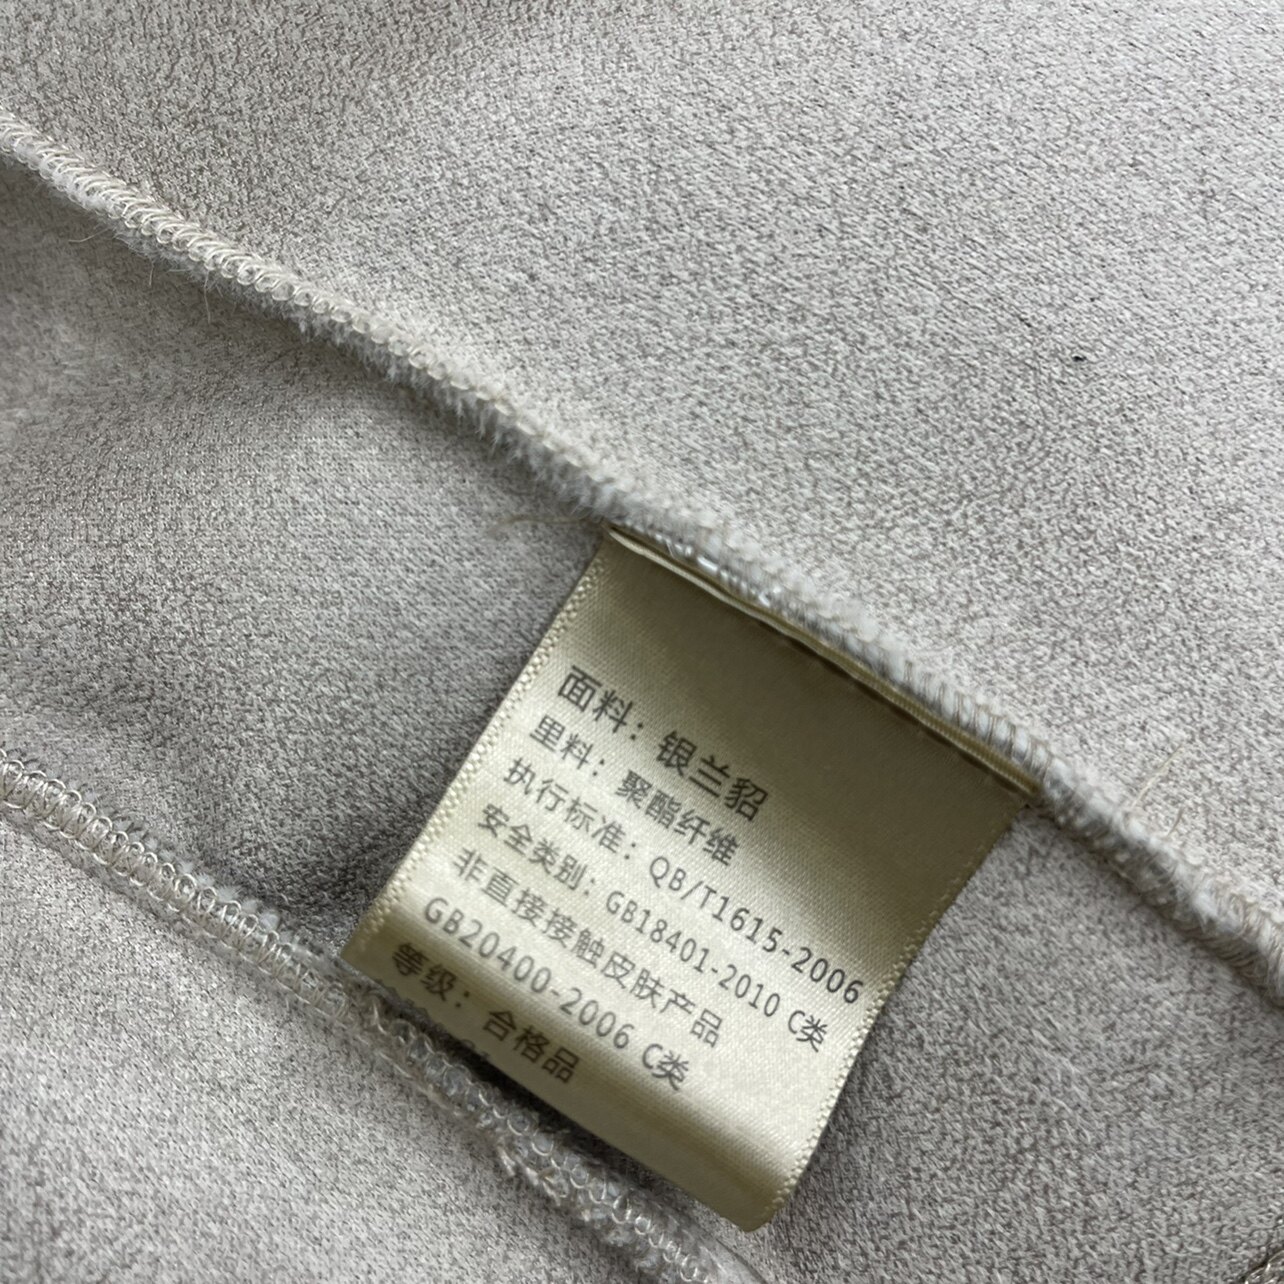 面料：银兰貂
里料：聚酯纤维
执行标准：QB/T1615-2006
安全类别：GB18401-2010 C类
非直接接触皮肤产品
GB20400-2006 C类
等级：合格品